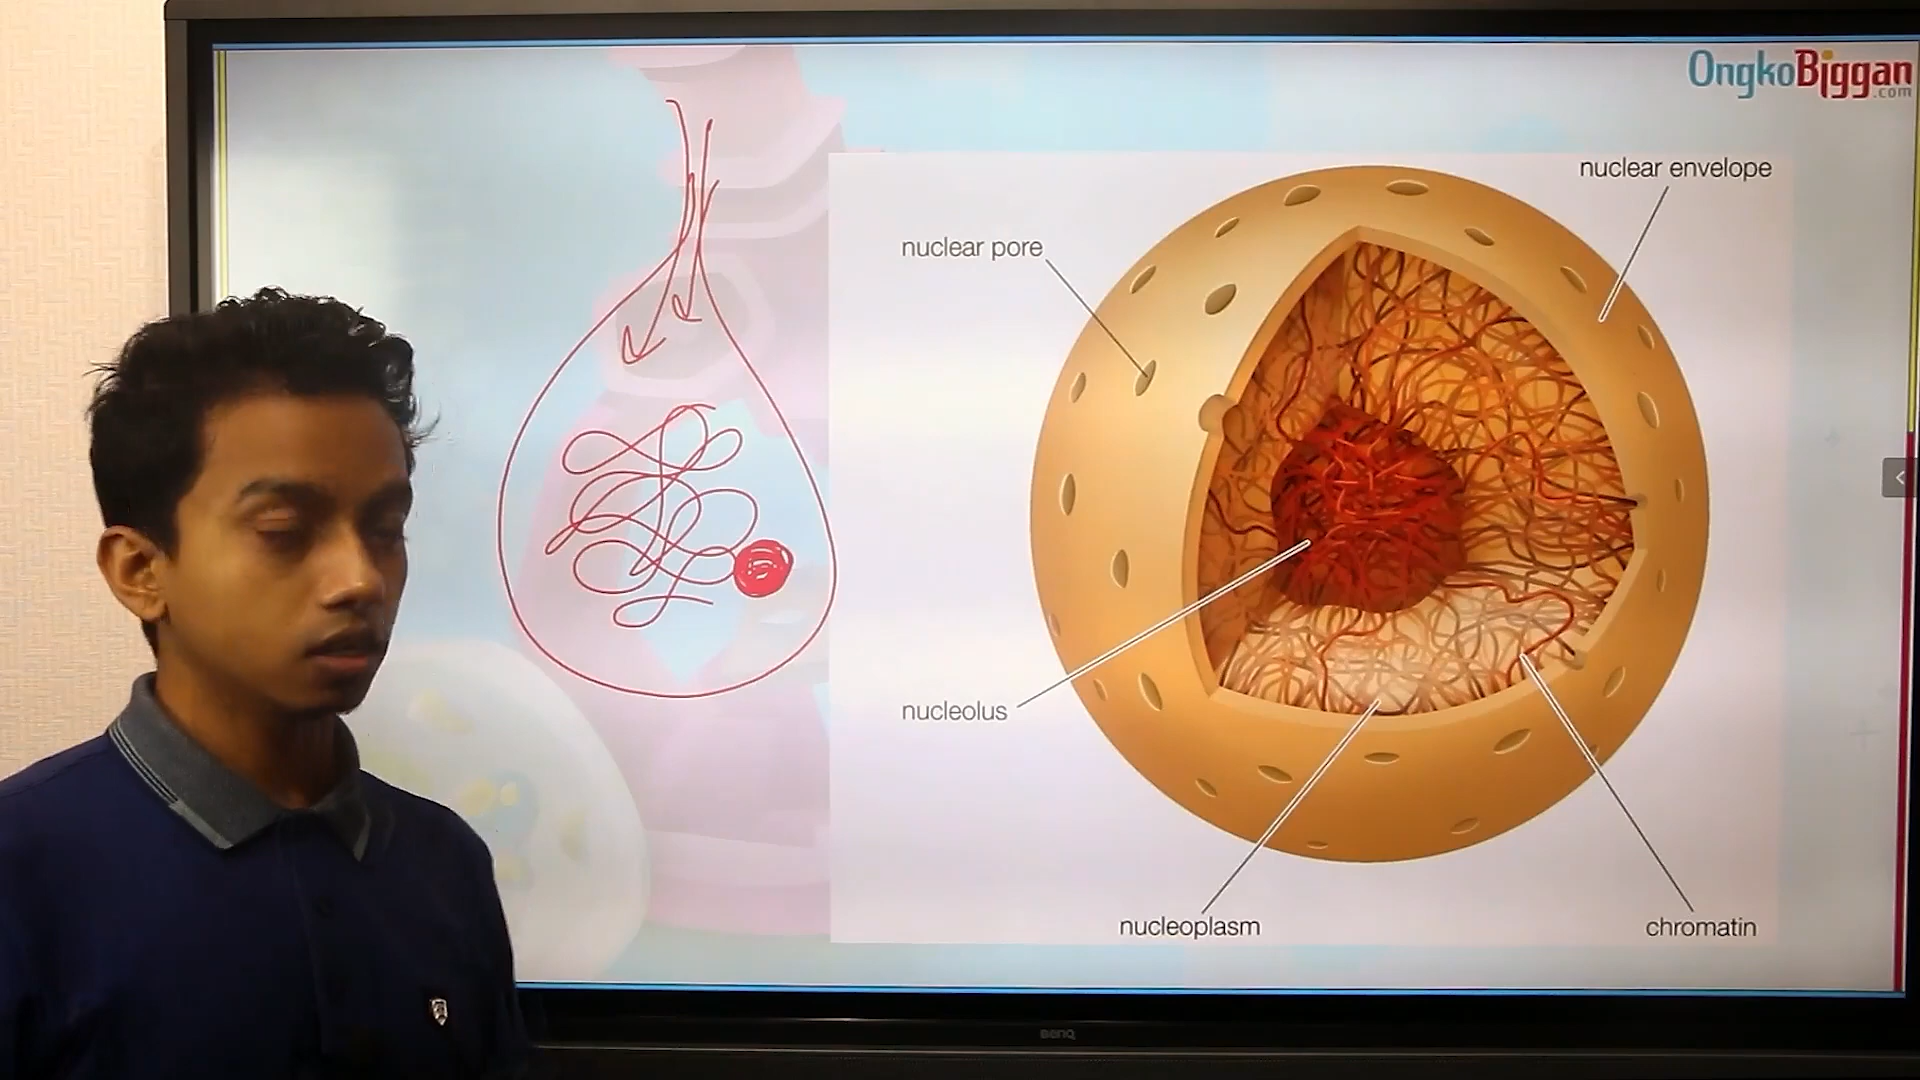 OngkoBiggan
.com
nuclear envelope
nuclear pore
nucleolus
nucleoplasm
chromatin
BenQ